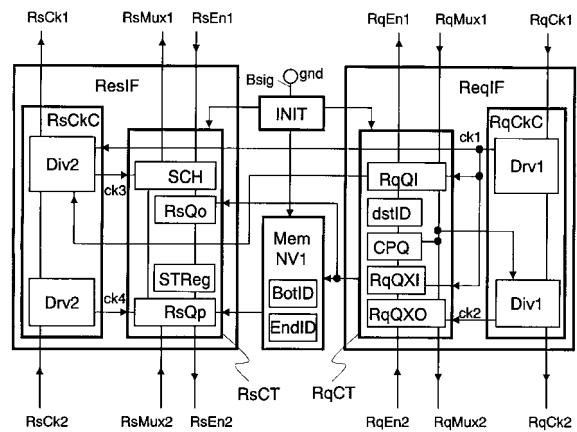 RsCk1 RsMux1 RsEn1 RqEn1 RqMux1 RqCk1
ResIF Bsig gnd ReqIF
RsCkC INIT RqCkC
ck1
Div2 SCH RqQI Drv1
ck3
RsQo dstID
Mem
NV1
CPQ
STReg BotID RqQXI
Drv2 ck4 RsQp EndID RqQXO ck2 Div1
RsCT RqCT
RsCk2 RsMux2 RsEn2 RqEn2 RqMux2 RqCk2